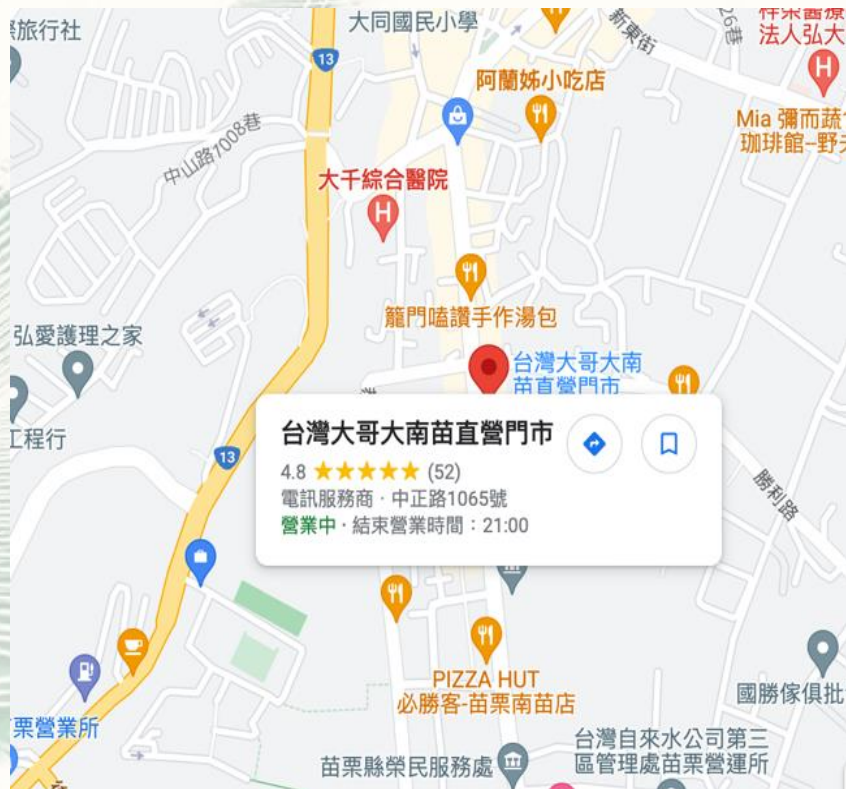 旅行社
大同國民小學
新東街
26巷
法人弘大
13
阿蘭姊小吃店
H
中山路1008巷
Mia 彌而蔬
珈琲館–野
大千綜合醫院
H
籠門嗑讚手作湯包
弘愛護理之家
台灣大哥大南
苗直營門市
工程行
台灣大哥大南苗直營門市
13
4.8 ★★★★★ (52)
電訊服務商 · 中正路1065號
營業中 · 結束營業時間：21:00
勝利路
PIZZA HUT
必勝客-苗栗南苗店
國勝傢俱批
栗營業所
台灣自來水公司第三
區管理處苗栗營運所
苗栗縣榮民服務處